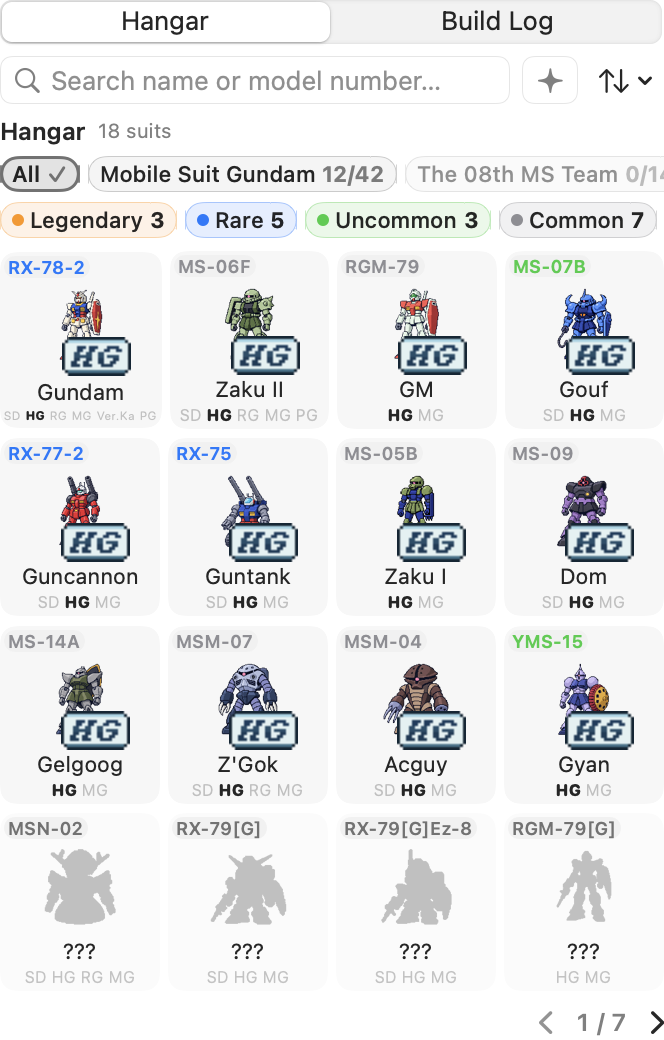 Hangar Build Log
Search name or model number...
Hangar 18 suits
All ✓ Mobile Suit Gundam 12/42 The 08th MS Team 0/1
Legendary 3 Rare 5 Uncommon 3 Common 7
RX-78-2 MS-06F RGM-79 MS-07B
HG HG HG HG
Gundam Zaku II GM Gouf
SD HG RG MG Ver.Ka PG SD HG RG MG PG HG MG SD HG MG
RX-77-2 RX-75 MS-05B MS-09
HG HG HG HG
Guncannon Guntank Zaku I Dom
SD HG MG SD HG MG HG MG SD HG MG
MS-14A MSM-07 MSM-04 YMS-15
HG HG HG HG
Gelgoog Z'Gok Acguy Gyan
HG MG SD HG RG MG SD HG MG HG MG
MSN-02 RX-79[G] RX-79[G]Ez-8 RGM-79[G]
??? ??? ??? ???
SD HG RG MG SD HG MG SD HG MG HG MG
1 / 7